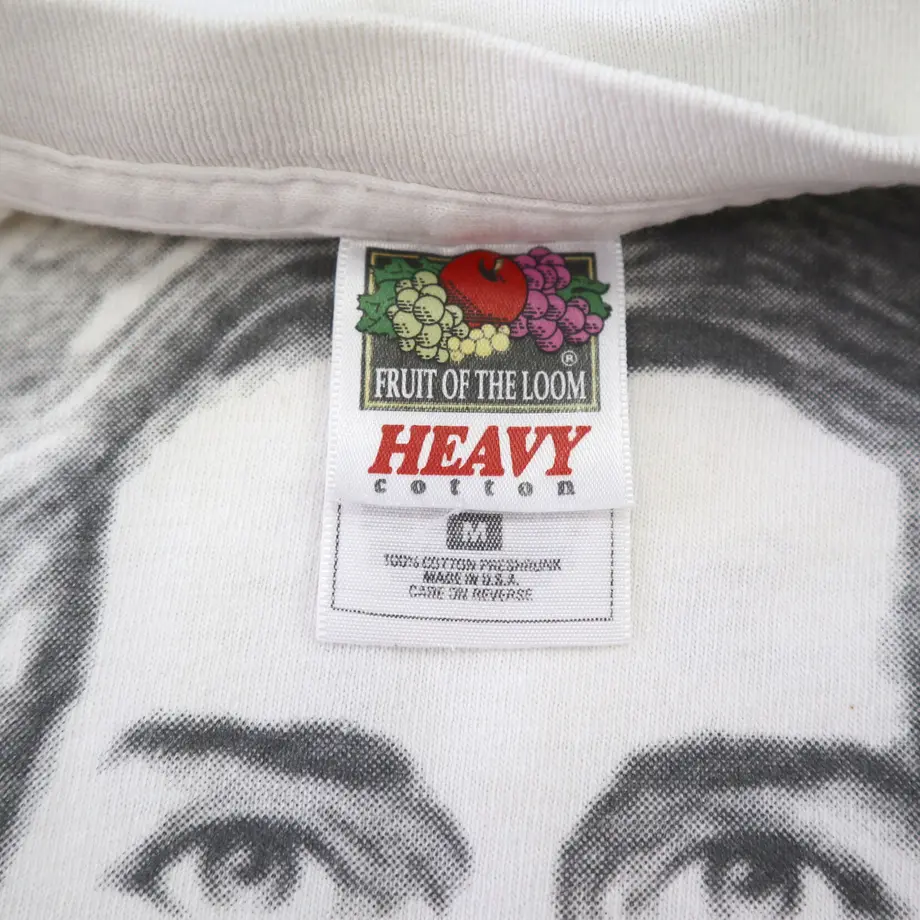 ®
FRUIT OF THE LOOM
HEAVY
cotton
M
100% COTTON PRESHRUNK
MADE IN U.S.A.
CARE ON REVERSE